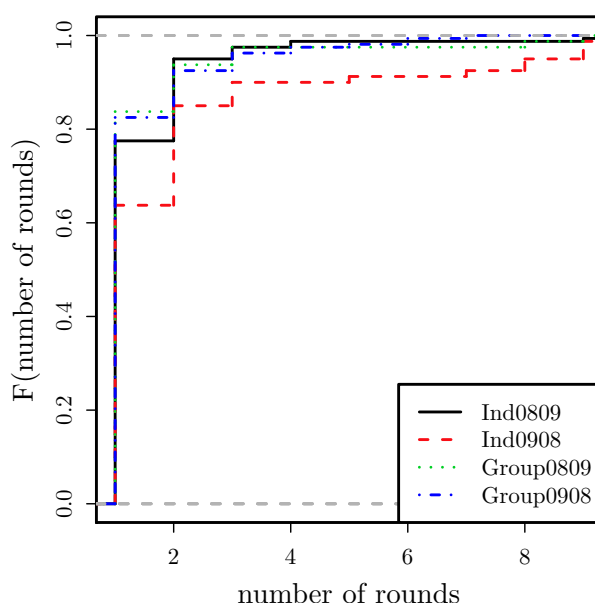 F(number of rounds)
1.0
0.8
0.6
0.4
0.2
0.0
Ind0809
Ind0908
Group0809
Group0908
2 4 6 8
number of rounds